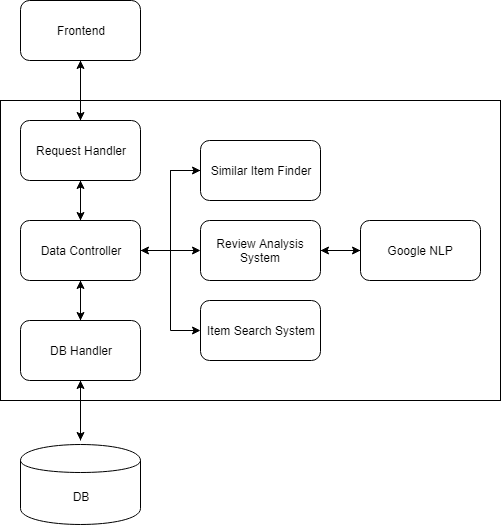 Frontend
Request Handler
Similar Item Finder
Data Controller
Review Analysis
System
Google NLP
Item Search System
DB Handler
DB